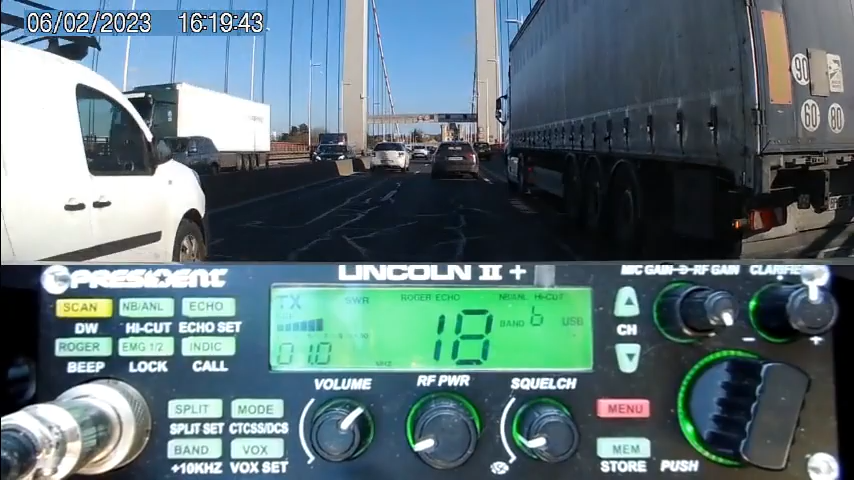 06/02/2023 16:19:43
90
60 80
PRESIDENT
LINCOLN II +
MIC GAIN RF GAIN
SCAN
NB/ANL
ECHO
DW
HI-CUT
ECHO SET
ROGER
EMG 1/2
INDIC
BEEP
LOCK
CALL
TX
SWR
ROGER ECHO
NB/ANL HI-CUT
18
BAND b
USB
01.0
MHZ
CH
VOLUME
RF PWR
SQUELCH
SPLIT
MODE
SPLIT SET
CTCSS/DCS
BAND
VOX
+10KHZ
VOX SET
MENU
MEM
STORE
PUSH
- +